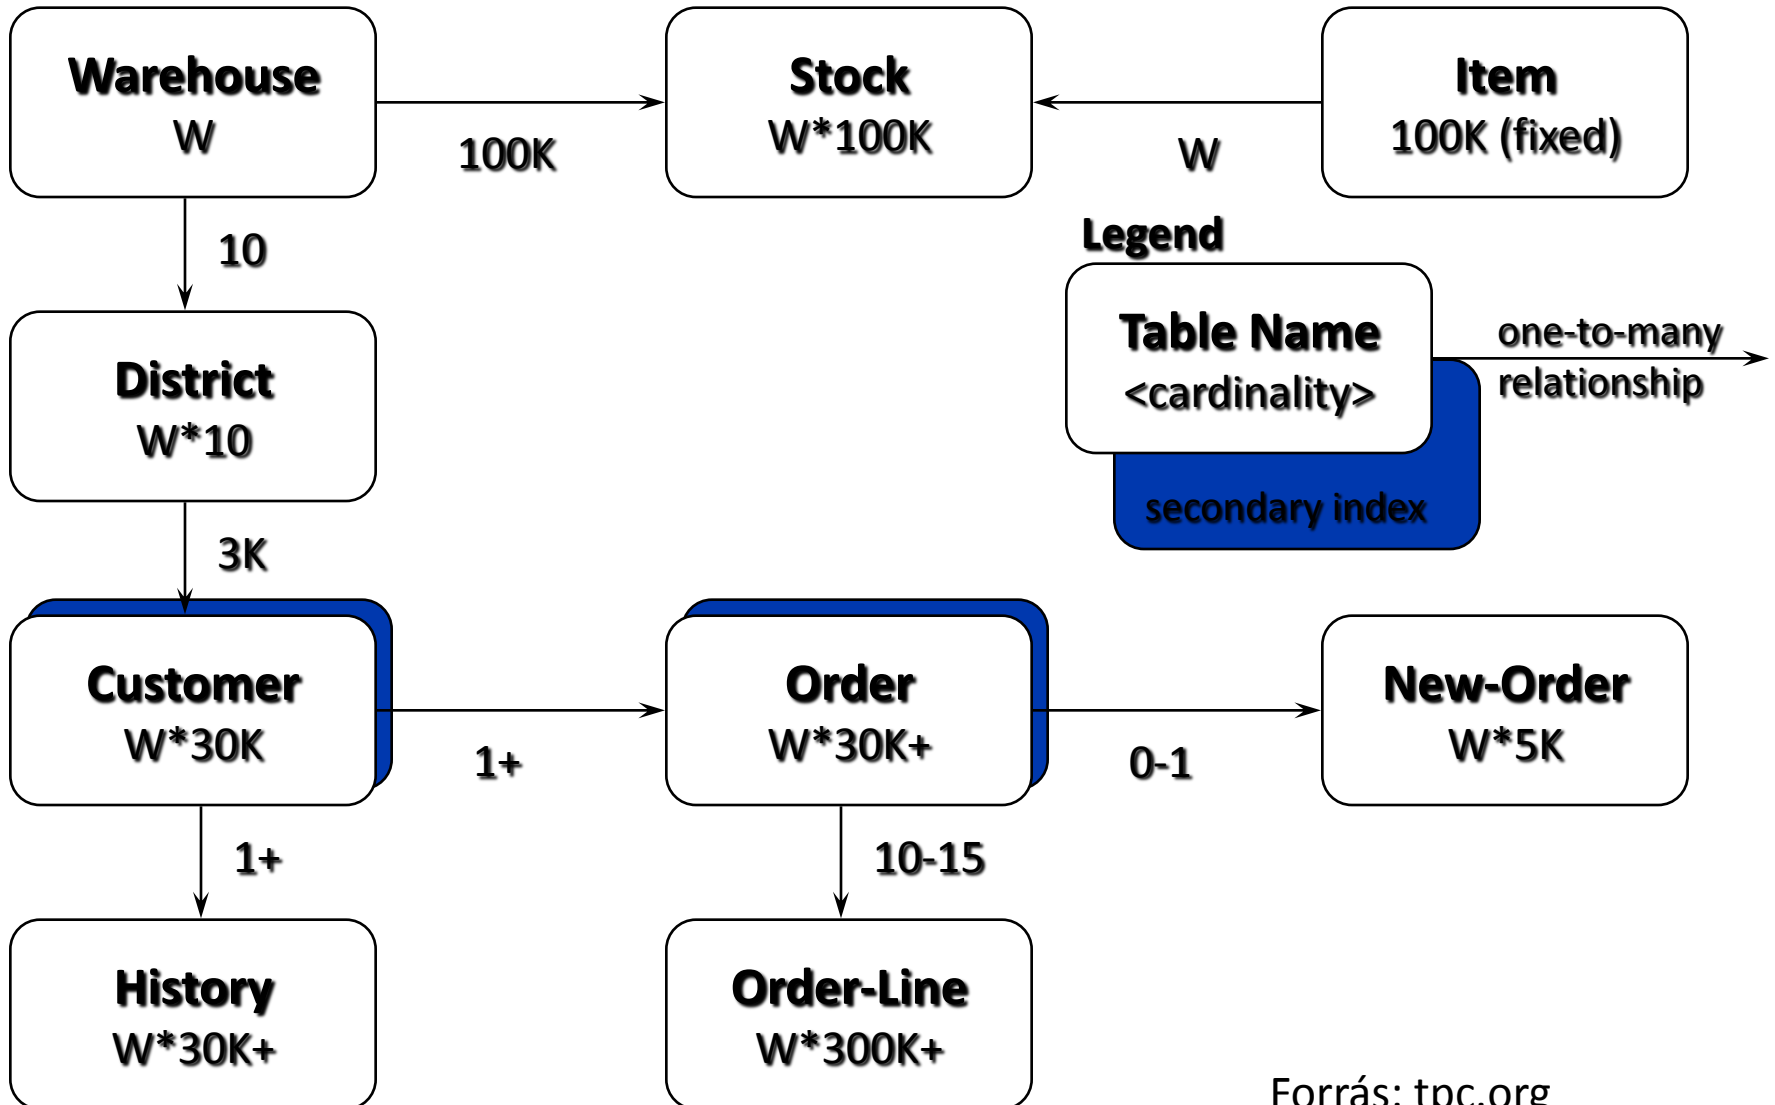 Warehouse
W
100K
Stock
W*100K
W
Item
100K (fixed)
10
Legend
Table Name
<cardinality>
one-to-many
relationship
secondary index
District
W*10
3K
Customer
W*30K
1+
Order
W*30K+
0-1
New-Order
W*5K
1+
10-15
History
W*30K+
Order-Line
W*300K+
Forrás: tpc.org